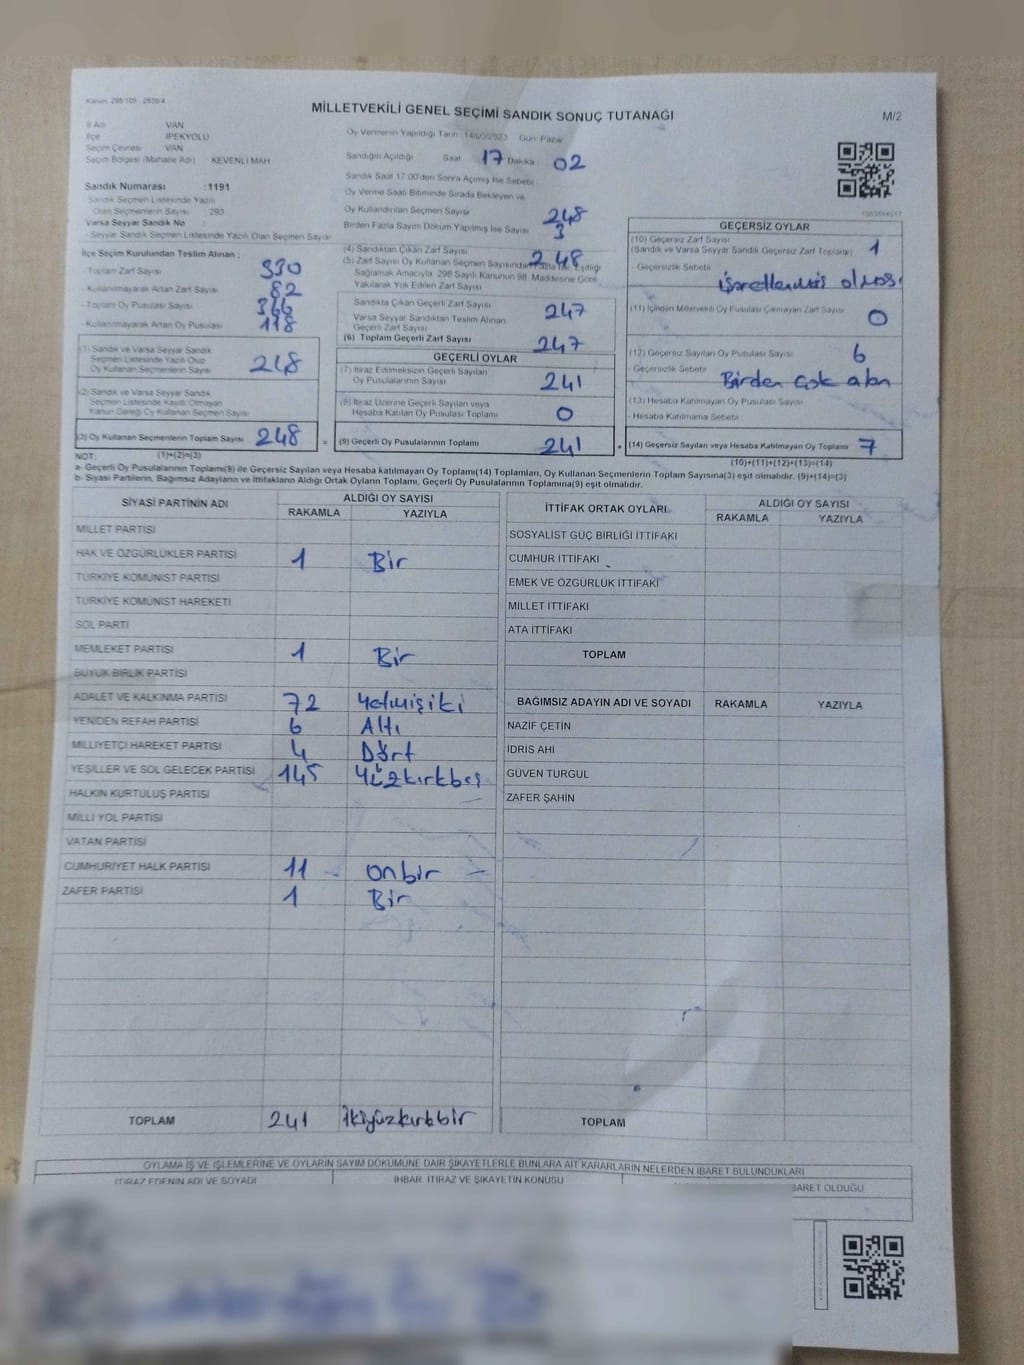 Kanun: 298/105 2839/4
MİLLETVEKİLİ GENEL SEÇİMİ SANDIK SONUÇ TUTANAĞI
M/2
İl Adı VAN
İlçe İPEKYOLU
Seçim Çevresi VAN
Seçim Bölgesi (Mahalle Adı) : KEVENLİ MAH
Sandık Numarası :1191
Sandık Seçmen Listesinde Yazılı
Olan Seçmenlerin Sayısı : 293
Varsa Seyyar Sandık No :
- Seyyar Sandık Seçmen Listesinde Yazılı Olan Seçmen Sayısı
İlçe Seçim Kurulundan Teslim Alınan ;
- Toplam Zarf Sayısı 330
- Kullanılmayarak Artan Zarf Sayısı 82
- Toplam Oy Pusulası Sayısı 366
- Kullanılmayarak Artan Oy Pusulası 118
(1) Sandık ve Varsa Seyyar Sandık
Seçmen Listesinde Yazılı Olup
Oy Kullanan Seçmenlerin Sayısı 248
(2) Sandık ve Varsa Seyyar Sandık
Seçmen Listesinde Kayıtlı Olmayan
Kanun Gereği Oy Kullanan Seçmen Sayısı
(3) Oy Kullanan Seçmenlerin Toplam Sayısı 248 =
Oy Vermenin Yapıldığı Tarih : 14/05/2023 Gün: Pazar
Sandığın Açıldığı Saat 17 Dakika 02
Sandık Saat 17:00'den Sonra Açılmış İse Sebebi :
Oy Verme Saati Bitiminde Sırada Bekleyen ve
Oy Kullandırılan Seçmen Sayısı 248
Birden Fazla Sayım Döküm Yapılmış İse Sayısı 3
(4) Sandıktan Çıkan Zarf Sayısı 248
(5) Zarf Sayısı Oy Kullanan Seçmen Sayısından Fazla İse, Eşitliği
Sağlamak Amacıyla, 298 Sayılı Kanunun 98. Maddesine Göre
Yakılarak Yok Edilen Zarf Sayısı
Sandıkta Çıkan Geçerli Zarf Sayısı 247
Varsa Seyyar Sandıktan Teslim Alınan
Geçerli Zarf Sayısı
(6) Toplam Geçerli Zarf Sayısı 247
GEÇERLİ OYLAR
(7) İtiraz Edilmeksizin Geçerli Sayılan
Oy Pusulalarının Sayısı 241
(8) İtiraz Üzerine Geçerli Sayılan veya
Hesaba Katılan Oy Pusulası Toplamı 0
(9) Geçerli Oy Pusulalarının Toplamı 241 +
GEÇERSİZ OYLAR
(10) Geçersiz Zarf Sayısı
(Sandık ve Varsa Seyyar Sandık Geçersiz Zarf Toplamı) 1
- Geçersizlik Sebebi
işaretlenmiş olması
(11) İçinden Milletvekili Oy Pusulası Çıkmayan Zarf Sayısı 0
(12) Geçersiz Sayılan Oy Pusulası Sayısı 6
- Geçersizlik Sebebi
Birden çok alan
(13) Hesaba Katılmayan Oy Pusulası Sayısı
- Hesaba Katılmama Sebebi
(14) Geçersiz Sayılan veya Hesaba Katılmayan Oy Toplamı 7
NOT: (1)+(2)=(3)
(10)+(11)+(12)+(13)=(14)
a- Geçerli Oy Pusulalarının Toplamı(9) ile Geçersiz Sayılan veya Hesaba katılmayan Oy Toplamı(14) Toplamları, Oy Kullanan Seçmenlerin Toplam Sayısına(3) eşit olmalıdır. (9)+(14)=(3)
b- Siyasi Partilerin, Bağımsız Adayların ve İttifakların Aldığı Ortak Oyların Toplamı, Geçerli Oy Pusulalarının Toplamına(9) eşit olmalıdır.
SİYASİ PARTİNİN ADI ALDIĞI OY SAYISI
RAKAMLA YAZIYLA
MİLLET PARTİSİ
HAK VE ÖZGÜRLÜKLER PARTİSİ 1 Bir
TÜRKİYE KOMÜNİST PARTİSİ
TÜRKİYE KOMÜNİST HAREKETİ
SOL PARTİ
MEMLEKET PARTİSİ 1 Bir
BÜYÜK BİRLİK PARTİSİ
ADALET VE KALKINMA PARTİSİ 72 Yetmişiki
YENİDEN REFAH PARTİSİ 6 Altı
MİLLİYETÇİ HAREKET PARTİSİ 4 Dört
YEŞİLLER VE SOL GELECEK PARTİSİ 145 Yüzkırkbeş
HALKIN KURTULUŞ PARTİSİ
MİLLİ YOL PARTİSİ
VATAN PARTİSİ
CUMHURİYET HALK PARTİSİ 11 onbir
ZAFER PARTİSİ 1 Bir
TOPLAM 241 ikiyüzkırkbir
İTTİFAK ORTAK OYLARI ALDIĞI OY SAYISI
RAKAMLA YAZIYLA
SOSYALİST GÜÇ BİRLİĞİ İTTİFAKI
CUMHUR İTTİFAKI
EMEK VE ÖZGÜRLÜK İTTİFAKI
MİLLET İTTİFAKI
ATA İTTİFAKI
TOPLAM
BAĞIMSIZ ADAYIN ADI VE SOYADI RAKAMLA YAZIYLA
NAZİF ÇETİN
İDRİS AHİ
GÜVEN TURGUL
ZAFER ŞAHİN
TOPLAM
OYLAMA İŞ VE İŞLEMLERİNE VE OYLARIN SAYIM DÖKÜMÜNE DAİR ŞİKAYETLERLE BUNLARA AİT KARARLARIN NELERDEN İBARET BULUNDUKLARI
İTİRAZ EDENİN ADI VE SOYADI İHBAR, İTİRAZ VE ŞİKAYETİN KONUSU BARET OLDUĞU